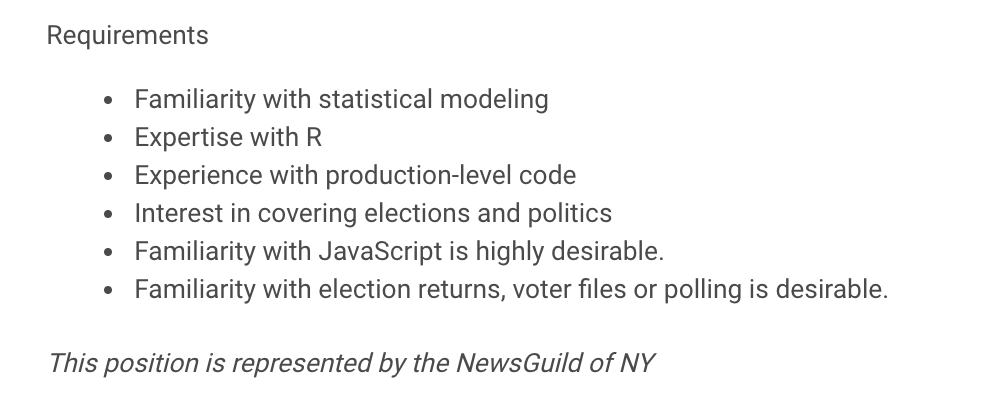 Requirements
• Familiarity with statistical modeling
• Expertise with R
• Experience with production-level code
• Interest in covering elections and politics
• Familiarity with JavaScript is highly desirable.
• Familiarity with election returns, voter files or polling is desirable.
This position is represented by the NewsGuild of NY